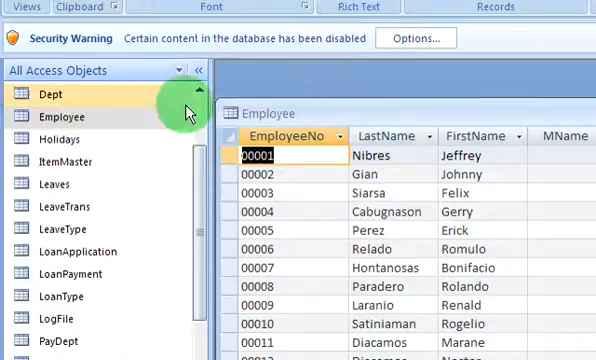 Views Clipboard Font Rich Text Records
Security Warning Certain content in the database has been disabled Options...
All Access Objects «
Dept
Employee
Holidays
ItemMaster
Leaves
LeaveTrans
LeaveType
LoanApplication
LoanPayment
LoanType
LogFile
PayDept
Employee
EmployeeNo LastName FirstName MName
00001 Nibres Jeffrey
00002 Gian Johnny
00003 Siarsa Felix
00004 Cabugnason Gerry
00005 Perez Erick
00006 Relado Romulo
00007 Hontanosas Bonifacio
00008 Paradero Rolando
00009 Laranio Renald
00010 Satiniaman Rogelio
00011 Diacamos Marane